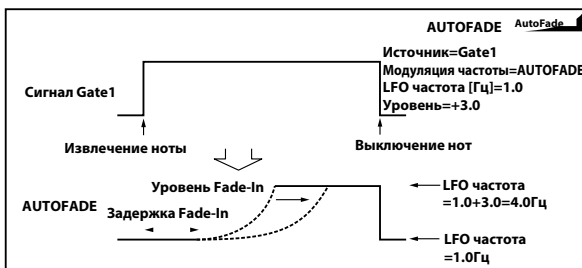 AUTOFADE AutoFade
Источник=Gate1
Модуляция частоты=AUTOFADE
LFO частота [Гц]=1.0
Уровень=+3.0
Сигнал Gate1
Извлечение ноты
Выключение нот
Уровень Fade-In
AUTOFADE
Задержка Fade-In
LFO частота
=1.0+3.0=4.0Гц
LFO частота
=1.0Гц